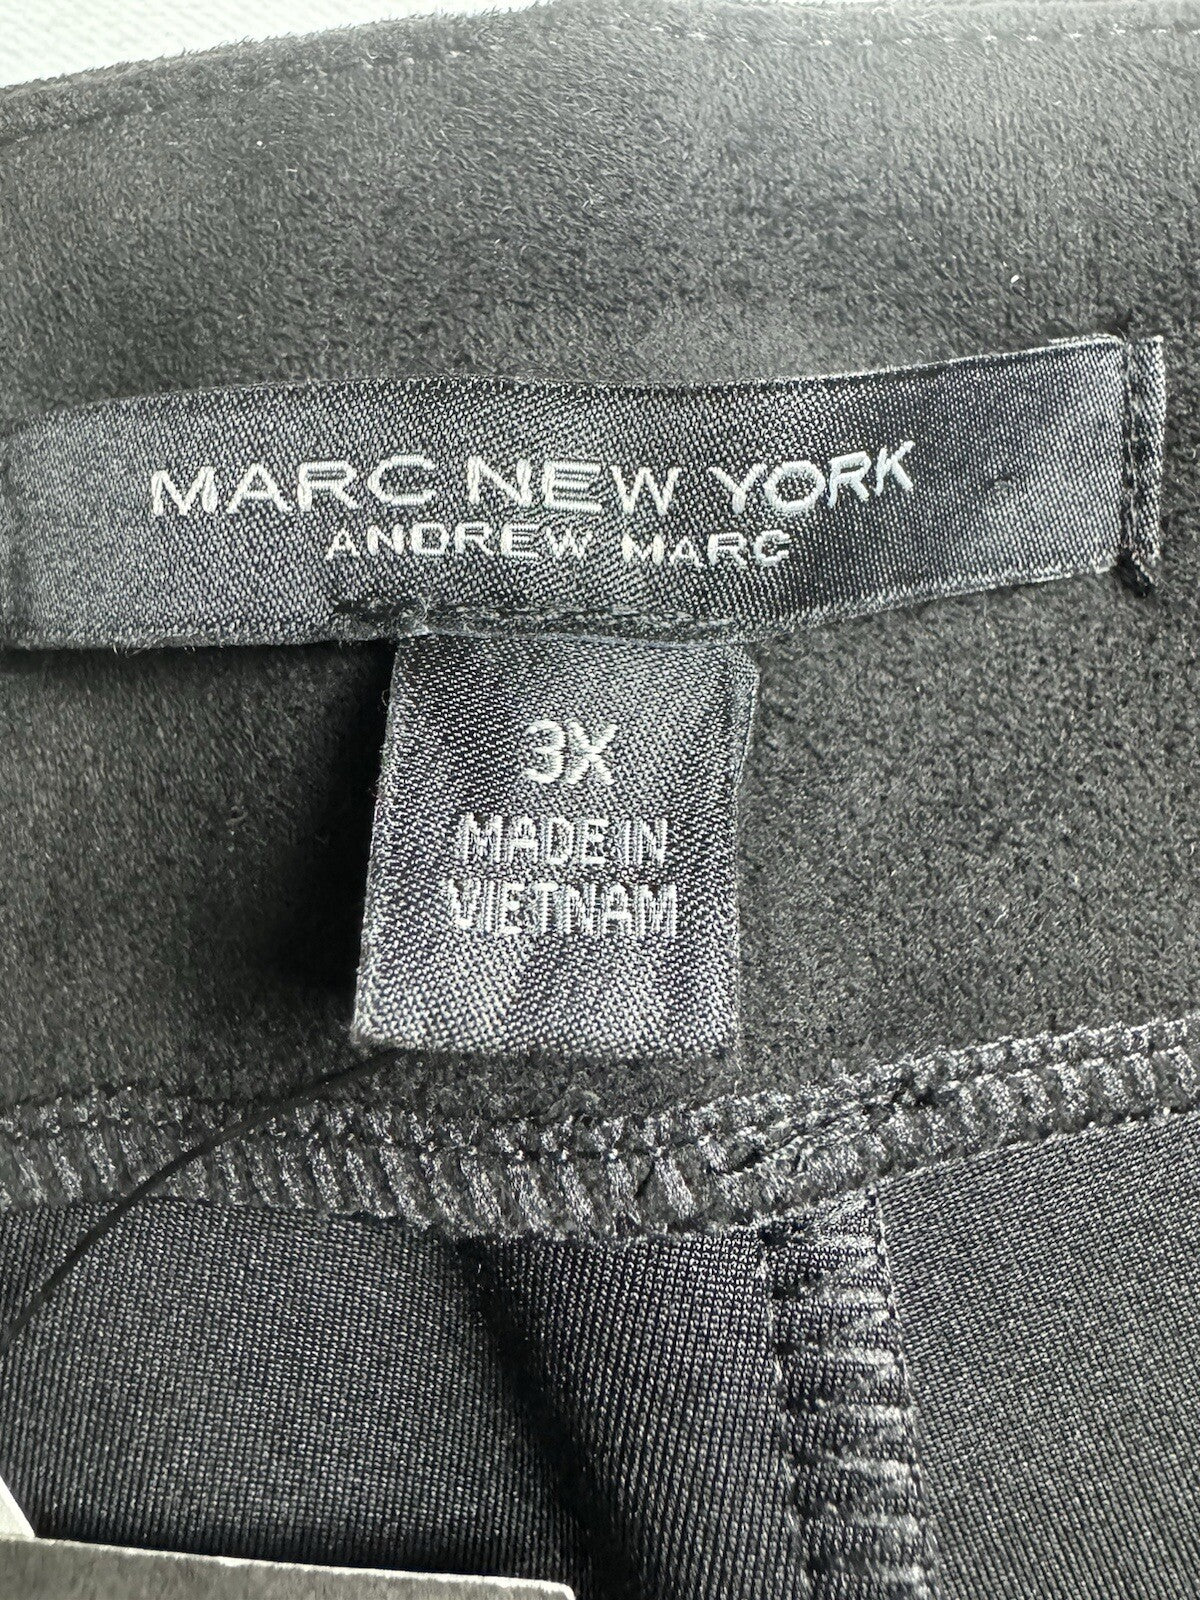 MARC NEW YORK
ANDREW MARC
3X
MADE IN
VIETNAM